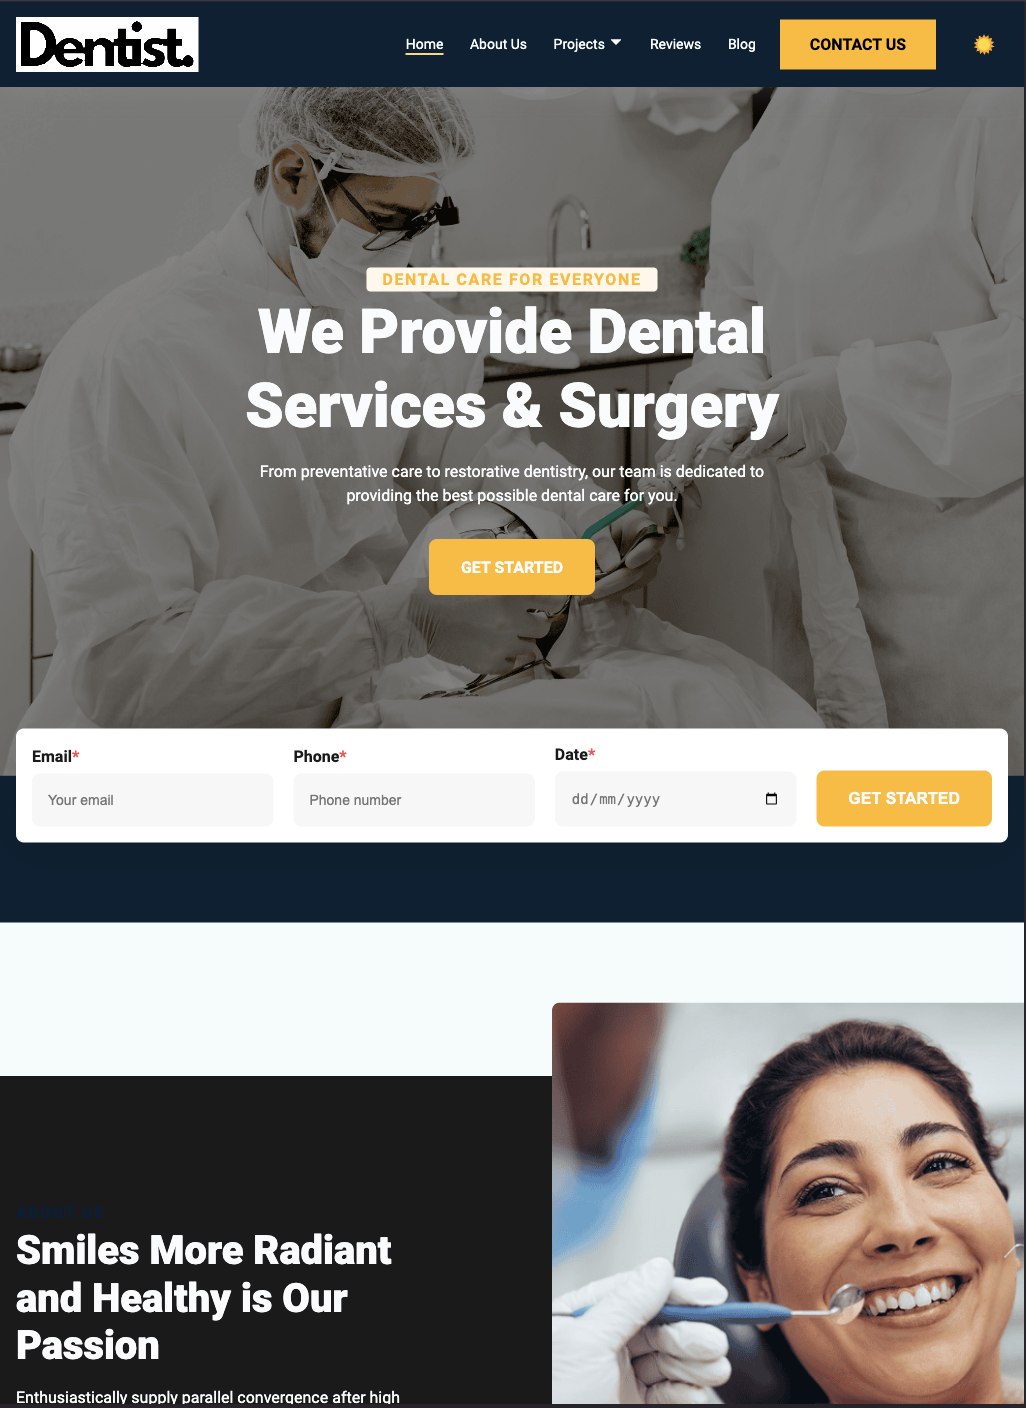 Dentist.
Home About Us Projects Reviews Blog CONTACT US
DENTAL CARE FOR EVERYONE
We Provide Dental
Services & Surgery
From preventative care to restorative dentistry, our team is dedicated to
providing the best possible dental care for you.
GET STARTED
Email* Phone* Date*
Your email Phone number dd/mm/yyyy GET STARTED
ABOUT US
Smiles More Radiant
and Healthy is Our
Passion
Enthusiastically supply parallel convergence after high